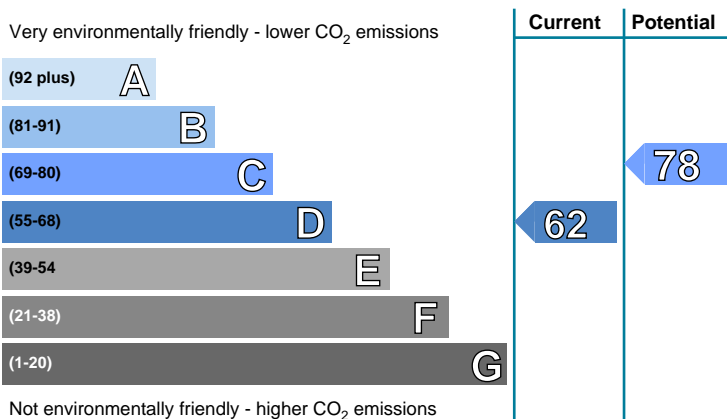 Current Potential
Very environmentally friendly - lower CO2 emissions
(92 plus) A
(81-91) B
(69-80) C
78
(55-68) D
62
(39-54 E
(21-38) F
(1-20) G
Not environmentally friendly - higher CO2 emissions